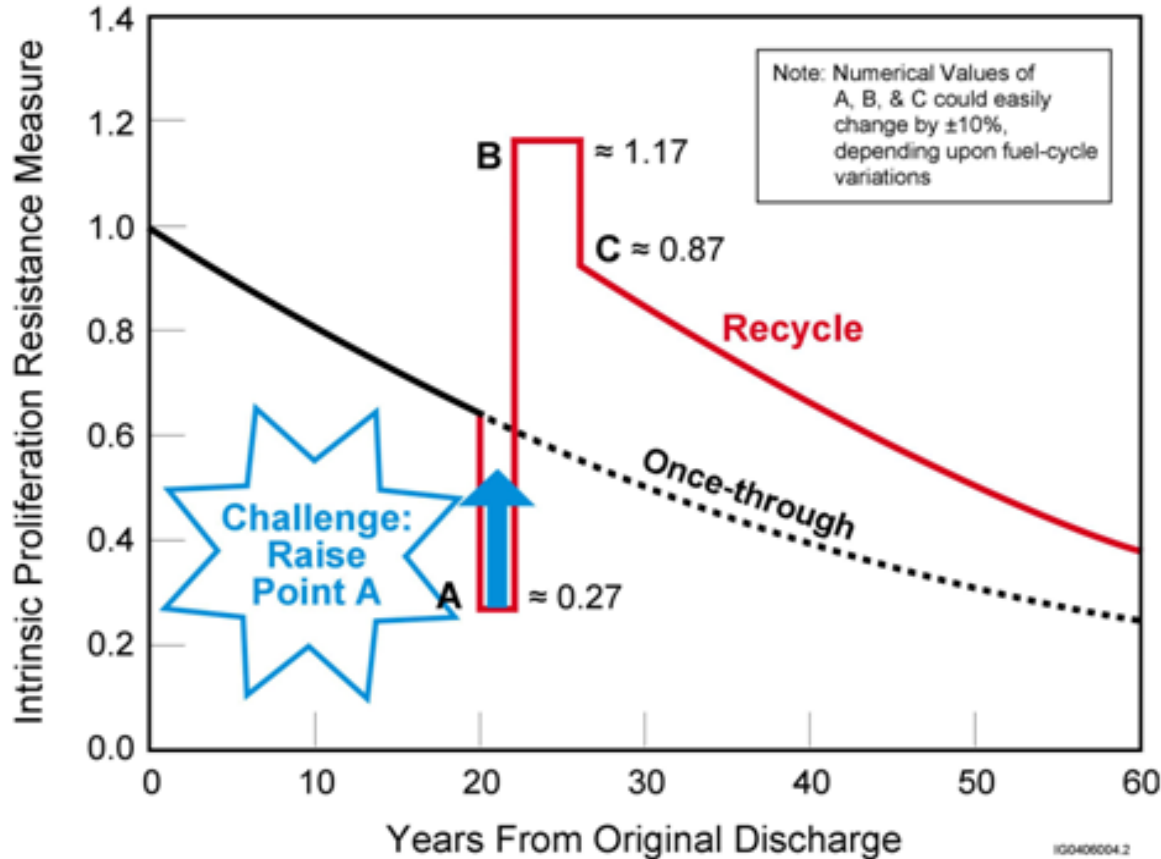 Intrinsic Proliferation Resistance Measure
1.4
1.2
1.0
0.8
0.6
0.4
0.2
0.0
Note: Numerical Values of
A, B, & C could easily
change by ±10%,
depending upon fuel-cycle
variations
B
≈ 1.17
C ≈ 0.87
Recycle
Once-through
Challenge:
Raise
Point A
A
≈ 0.27
0
10
20
30
40
50
60
Years From Original Discharge
IG0406004.2